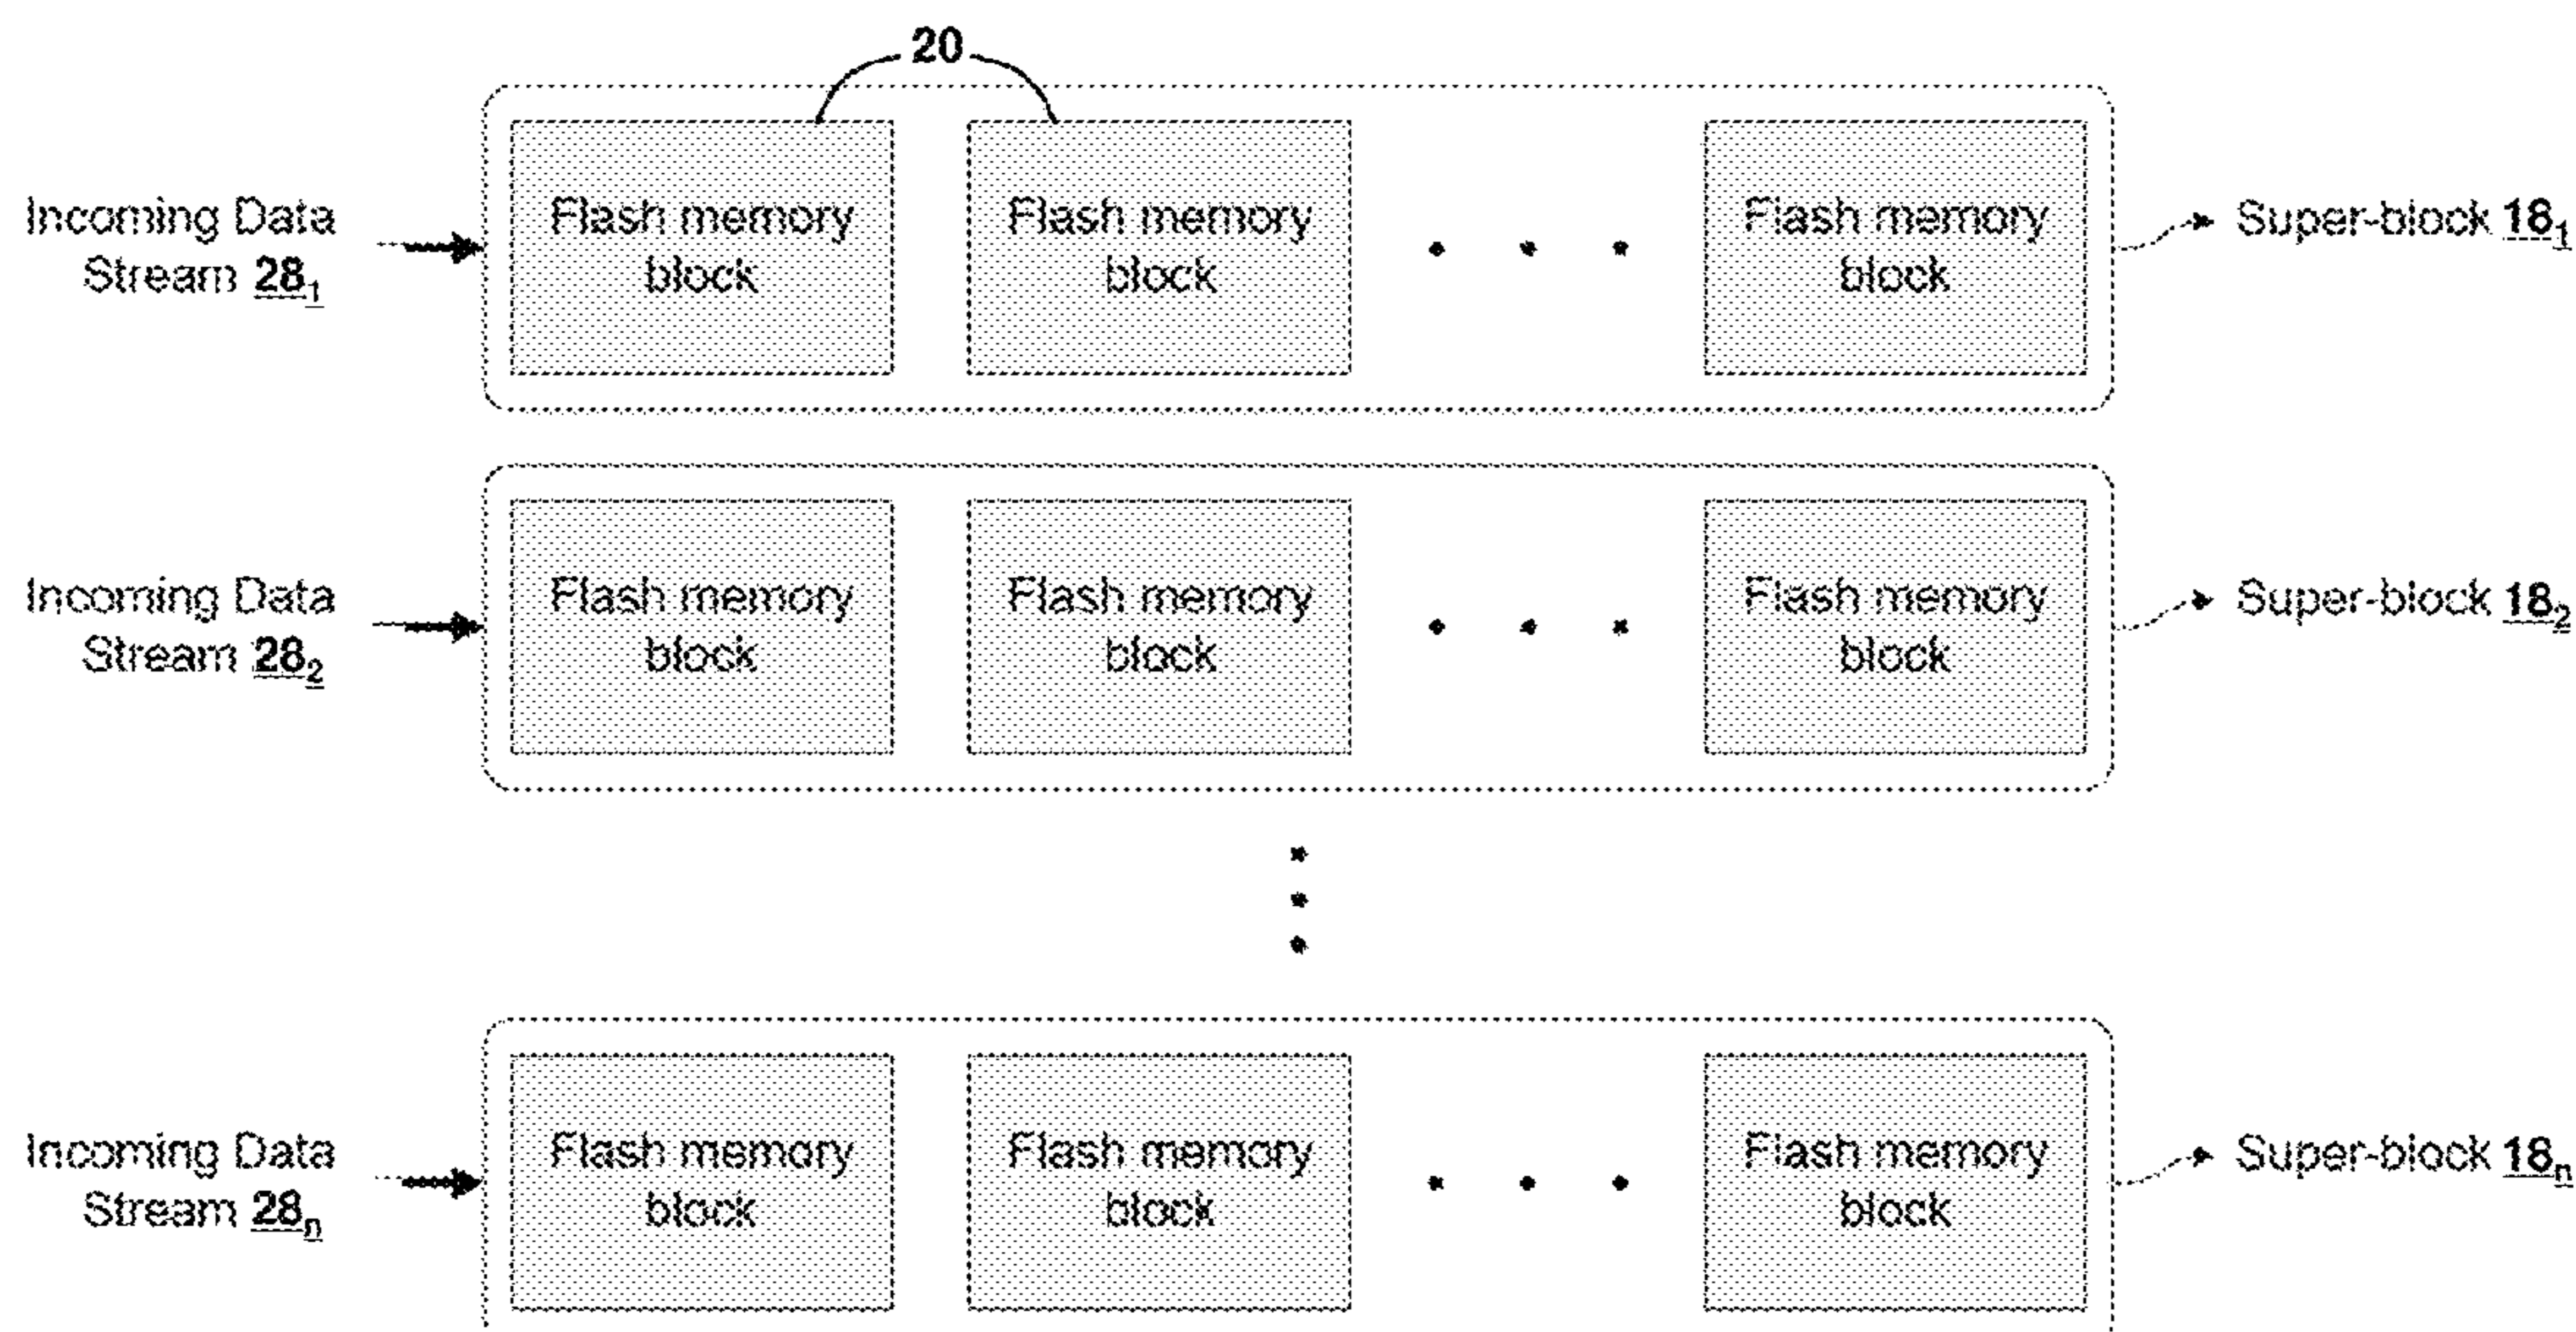 20
Incoming Data
Stream 28₁
Flash memory
block
Flash memory
block
Flash memory
block
Super-block 18₁
Incoming Data
Stream 28₂
Flash memory
block
Flash memory
block
Flash memory
block
Super-block 18₂
Incoming Data
Stream 28ₙ
Flash memory
block
Flash memory
block
Flash memory
block
Super-block 18ₙ